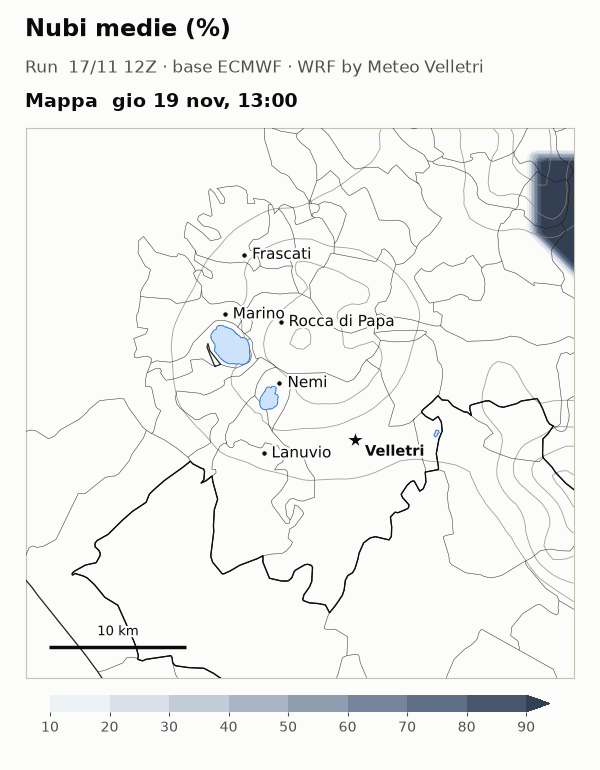 Nubi medie (%)
Run  17/11 12Z · base ECMWF · WRF by Meteo Velletri
Mappa  gio 19 nov, 13:00
Frascati
Marino
Rocca di Papa
Nemi
Velletri
Lanuvio
10 km
10 20 30 40 50 60 70 80 90